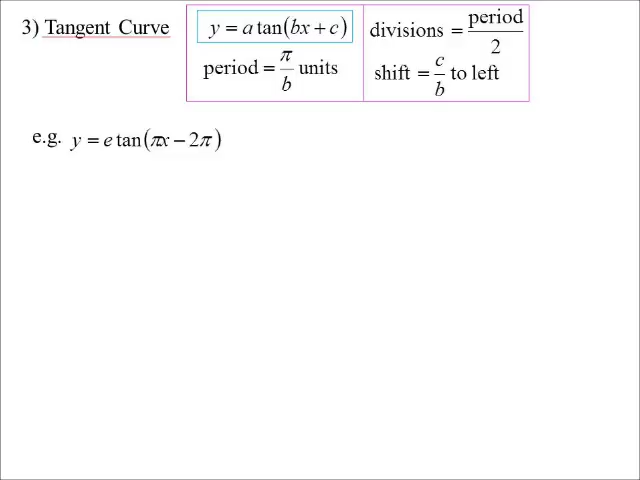 3) Tangent Curve
y = a tan(bx + c)
period = π/b units
divisions = period/2
shift = c/b to left
e.g. y = e tan(πx − 2π)